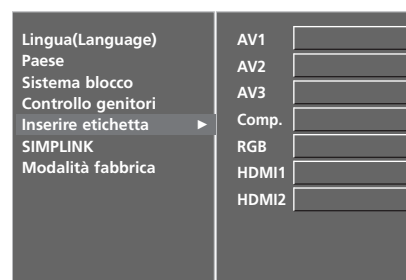 Lingua(Language)
Paese
Sistema blocco
Controllo genitori
Inserire etichetta ►
SIMPLINK
Modalità fabbrica
AV1
AV2
AV3
Comp.
RGB
HDMI1
HDMI2